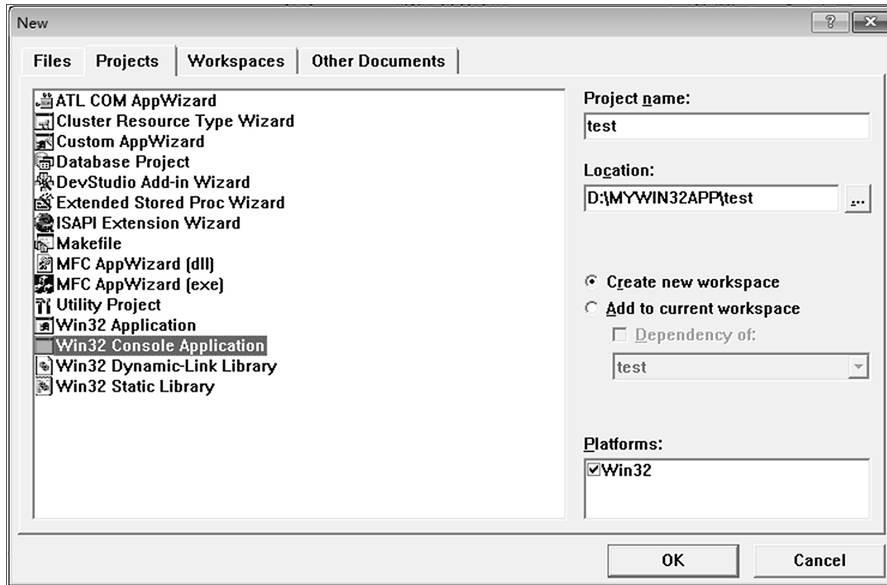 New
Files Projects Workspaces Other Documents
ATL COM AppWizard
Cluster Resource Type Wizard
Custom AppWizard
Database Project
DevStudio Add-in Wizard
Extended Stored Proc Wizard
ISAPI Extension Wizard
Makefile
MFC AppWizard (dll)
MFC AppWizard (exe)
Utility Project
Win32 Application
Win32 Console Application
Win32 Dynamic-Link Library
Win32 Static Library
Project name:
test
Location:
D:\MYWIN32APP\test
...
Create new workspace
Add to current workspace
Dependency of:
test
Platforms:
Win32
OK Cancel